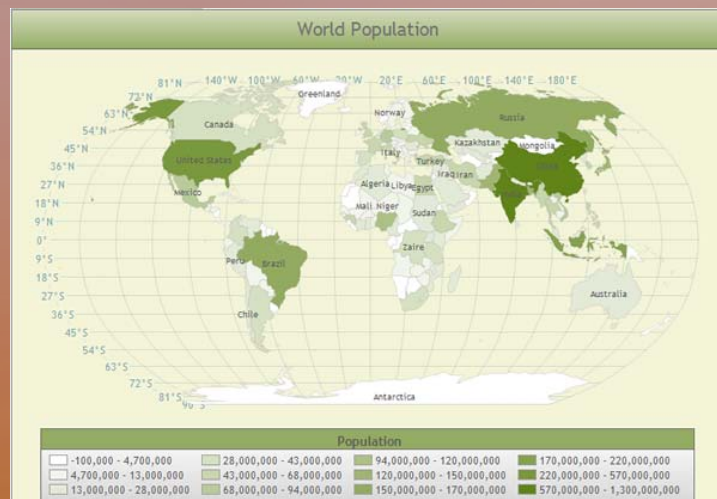 World Population
81°N 140°W 100°W 60°W 20°W 20°E 60°E 100°E 140°E 180°E
72°N
63°N
54°N
45°N
36°N
27°N
18°N
9°N
0°
9°S
18°S
27°S
36°S
45°S
54°S
63°S
72°S
81°S
90°S
Greenland
Norway
Russia
Canada
Kazakhstan
Mongolia
Italy
United States
Turkey
Iraq Iran
Algeria Libya Egypt
Mexico
Mali Niger
Sudan
Zaire
Peru
Brazil
Australia
Chile
Antarctica
Population
-100,000 - 4,700,000 28,000,000 - 43,000,000 94,000,000 - 120,000,000 170,000,000 - 220,000,000
4,700,000 - 13,000,000 43,000,000 - 68,000,000 120,000,000 - 150,000,000 220,000,000 - 570,000,000
13,000,000 - 28,000,000 68,000,000 - 94,000,000 150,000,000 - 170,000,000 570,000,000 - 1,300,000,000